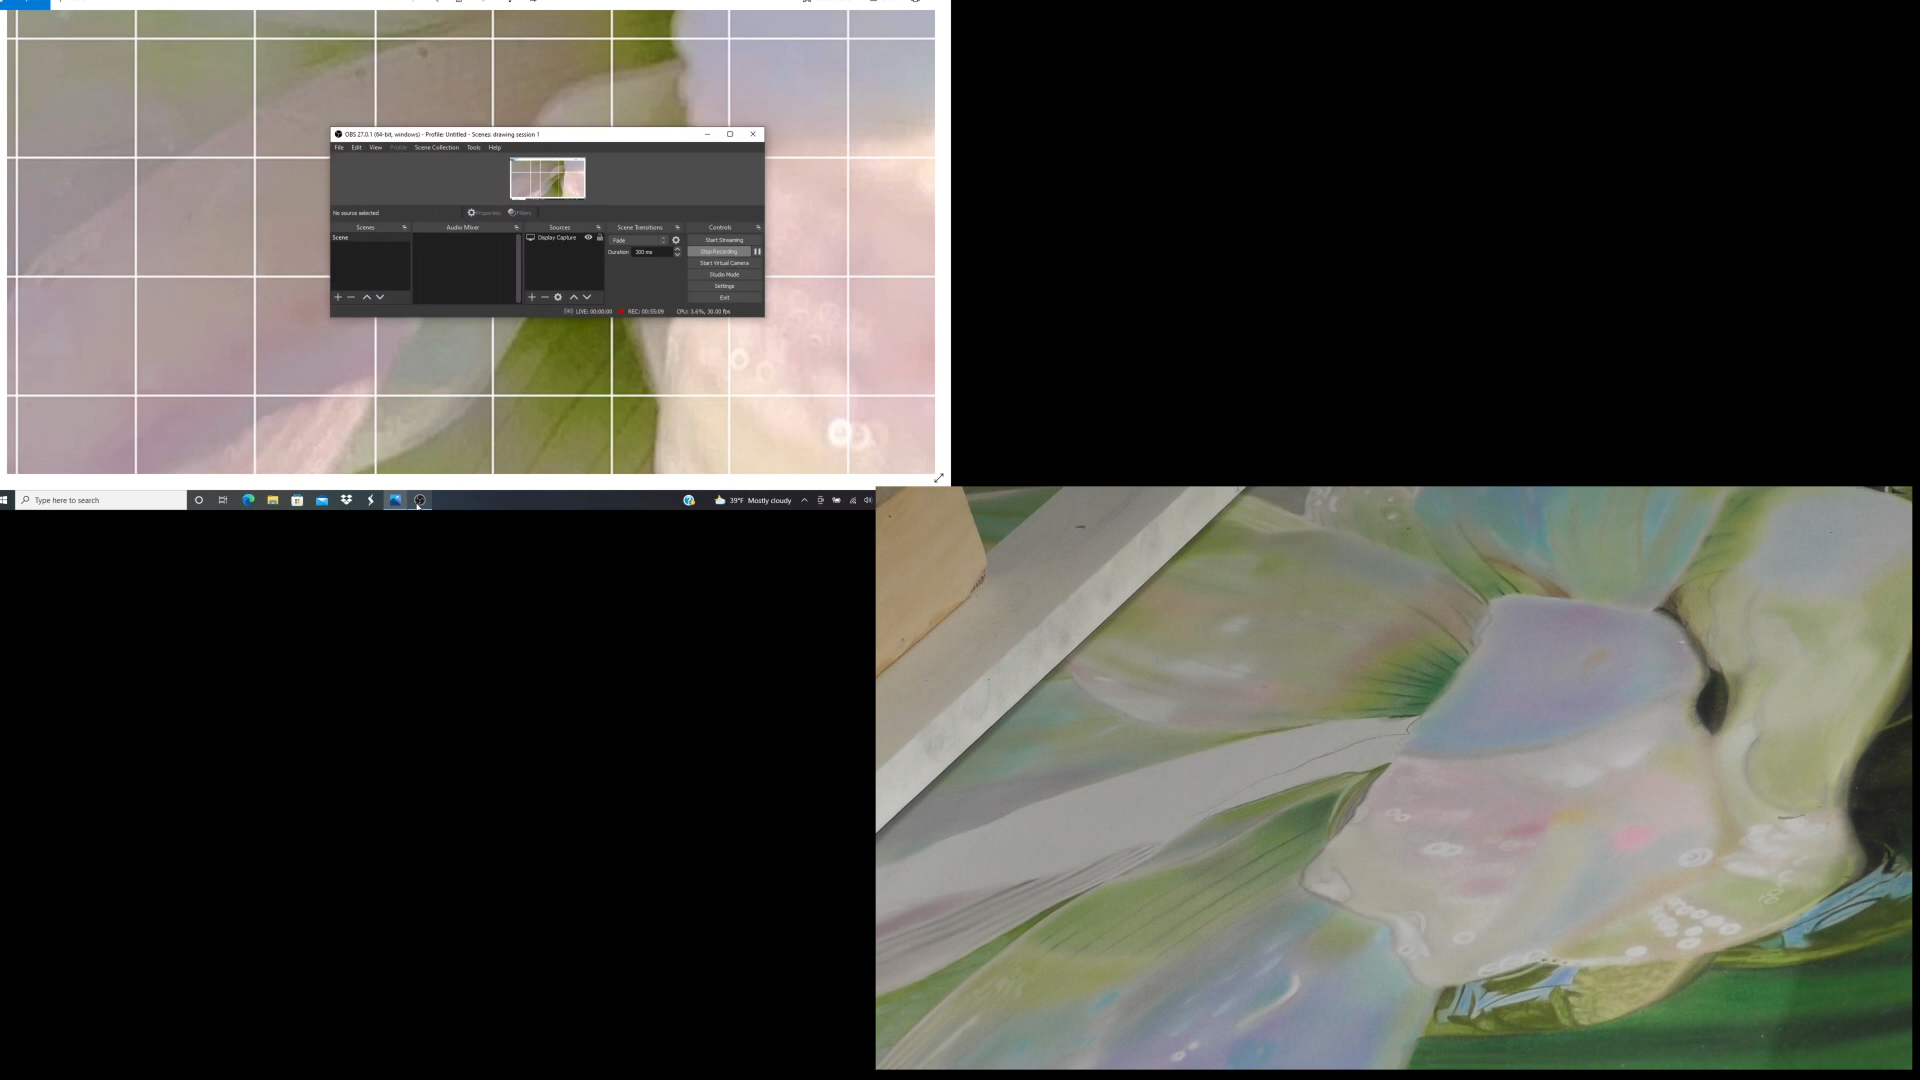 OBS 27.0.1 (64-bit, windows) - Profile: Untitled - Scenes: drawing session 1
File Edit View Profile Scene Collection Tools Help
No source selected
Properties Filters
Scenes Audio Mixer Sources Scene Transitions Controls
Scene
Display Capture
Fade
Duration 300 ms
Start Streaming
Stop Recording
Start Virtual Camera
Studio Mode
Settings
Exit
LIVE: 00:00:00 REC: 00:55:09 CPU: 3.6%, 30.00 fps
Type here to search
39°F Mostly cloudy